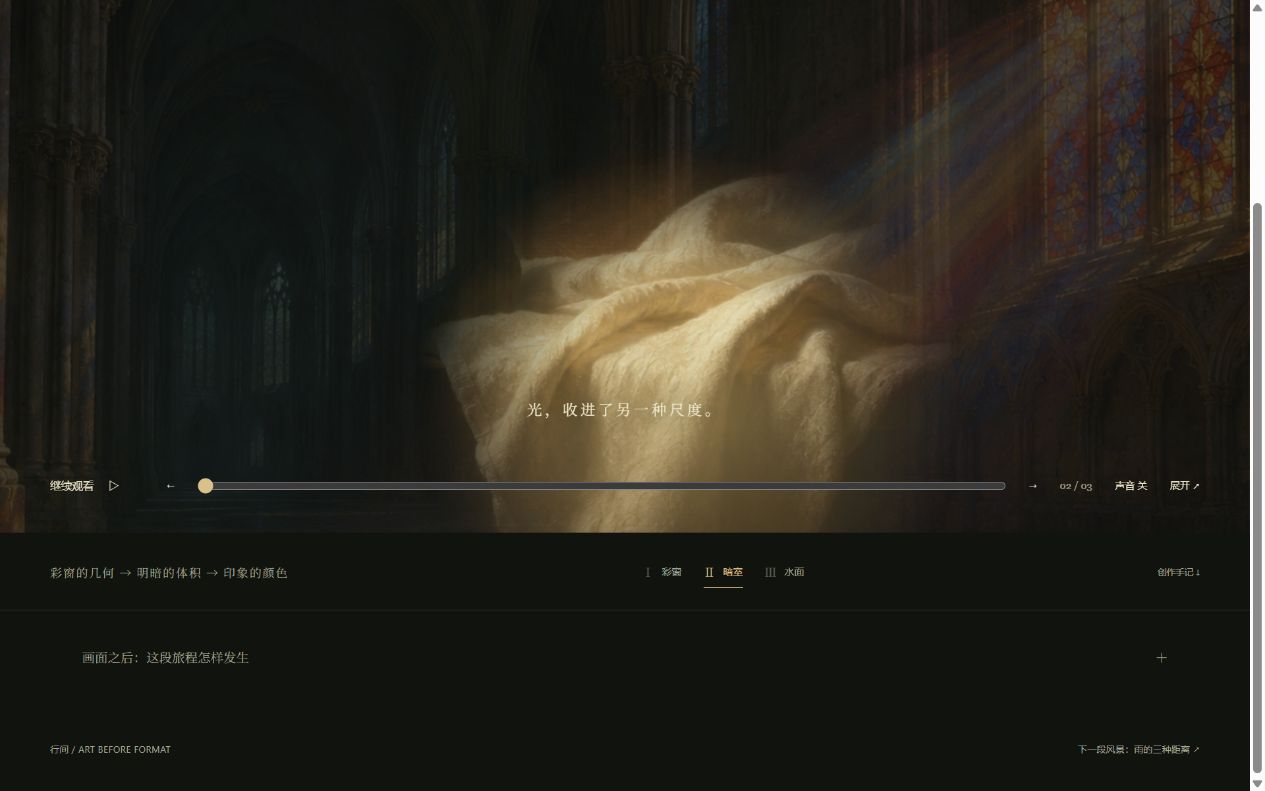 光，收进了另一种尺度。
继续观看 ▷ ← → 02 / 03 声音 关 展开 ↗
彩窗的几何 → 明暗的体积 → 印象的颜色 I 彩窗 II 暗室 III 水面 创作手记 ↓
画面之后：这段旅程怎样发生 +
行间 / ART BEFORE FORMAT 下一段风景：雨的三种距离 ↗